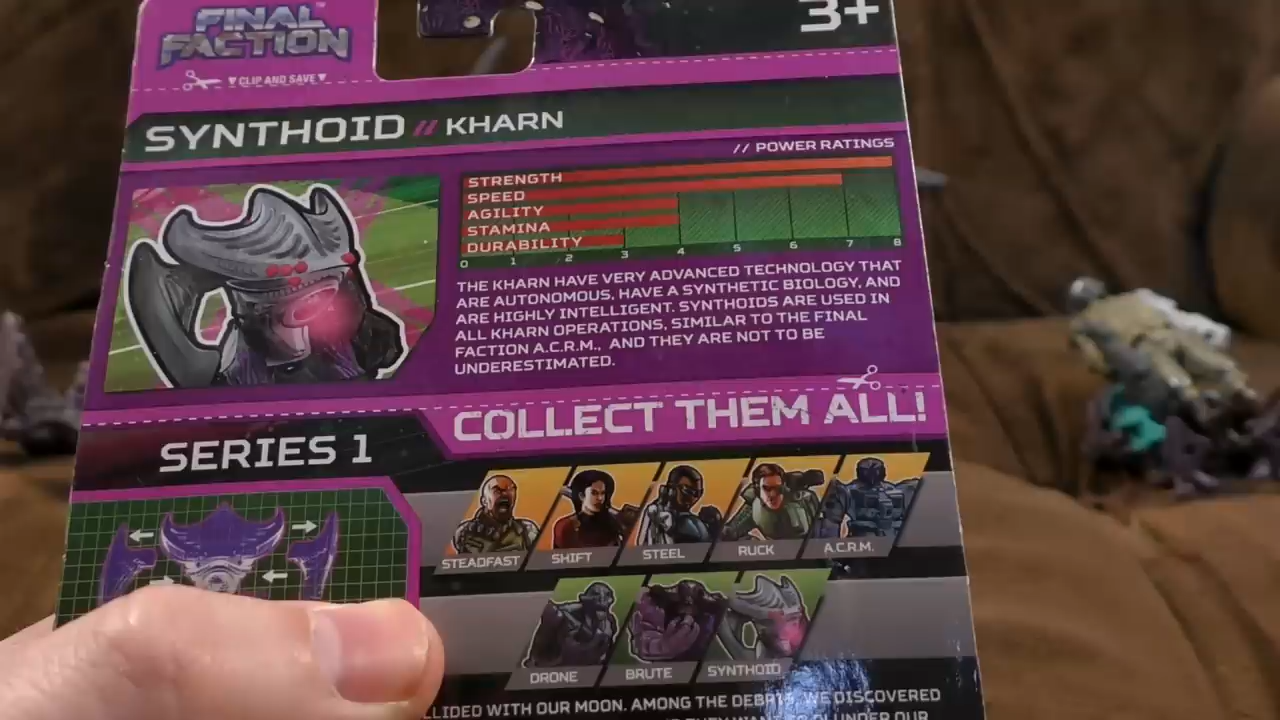 FINAL
FACTION™
3+
▼CLIP AND SAVE▼
SYNTHOID // KHARN
// POWER RATINGS
STRENGTH
SPEED
AGILITY
STAMINA
DURABILITY
0 1 2 3 4 5 6 7 8
THE KHARN HAVE VERY ADVANCED TECHNOLOGY THAT
ARE AUTONOMOUS, HAVE A SYNTHETIC BIOLOGY, AND
ARE HIGHLY INTELLIGENT. SYNTHOIDS ARE USED IN
ALL KHARN OPERATIONS, SIMILAR TO THE FINAL
FACTION A.C.R.M., AND THEY ARE NOT TO BE
UNDERESTIMATED.
COLLECT THEM ALL!
SERIES 1
STEADFAST SHIFT STEEL RUCK A.C.R.M.
DRONE BRUTE SYNTHOID
WITH OUR MOON. AMONG THE DEBRIS, WE DISCOVERED
THEY WANT
OUR